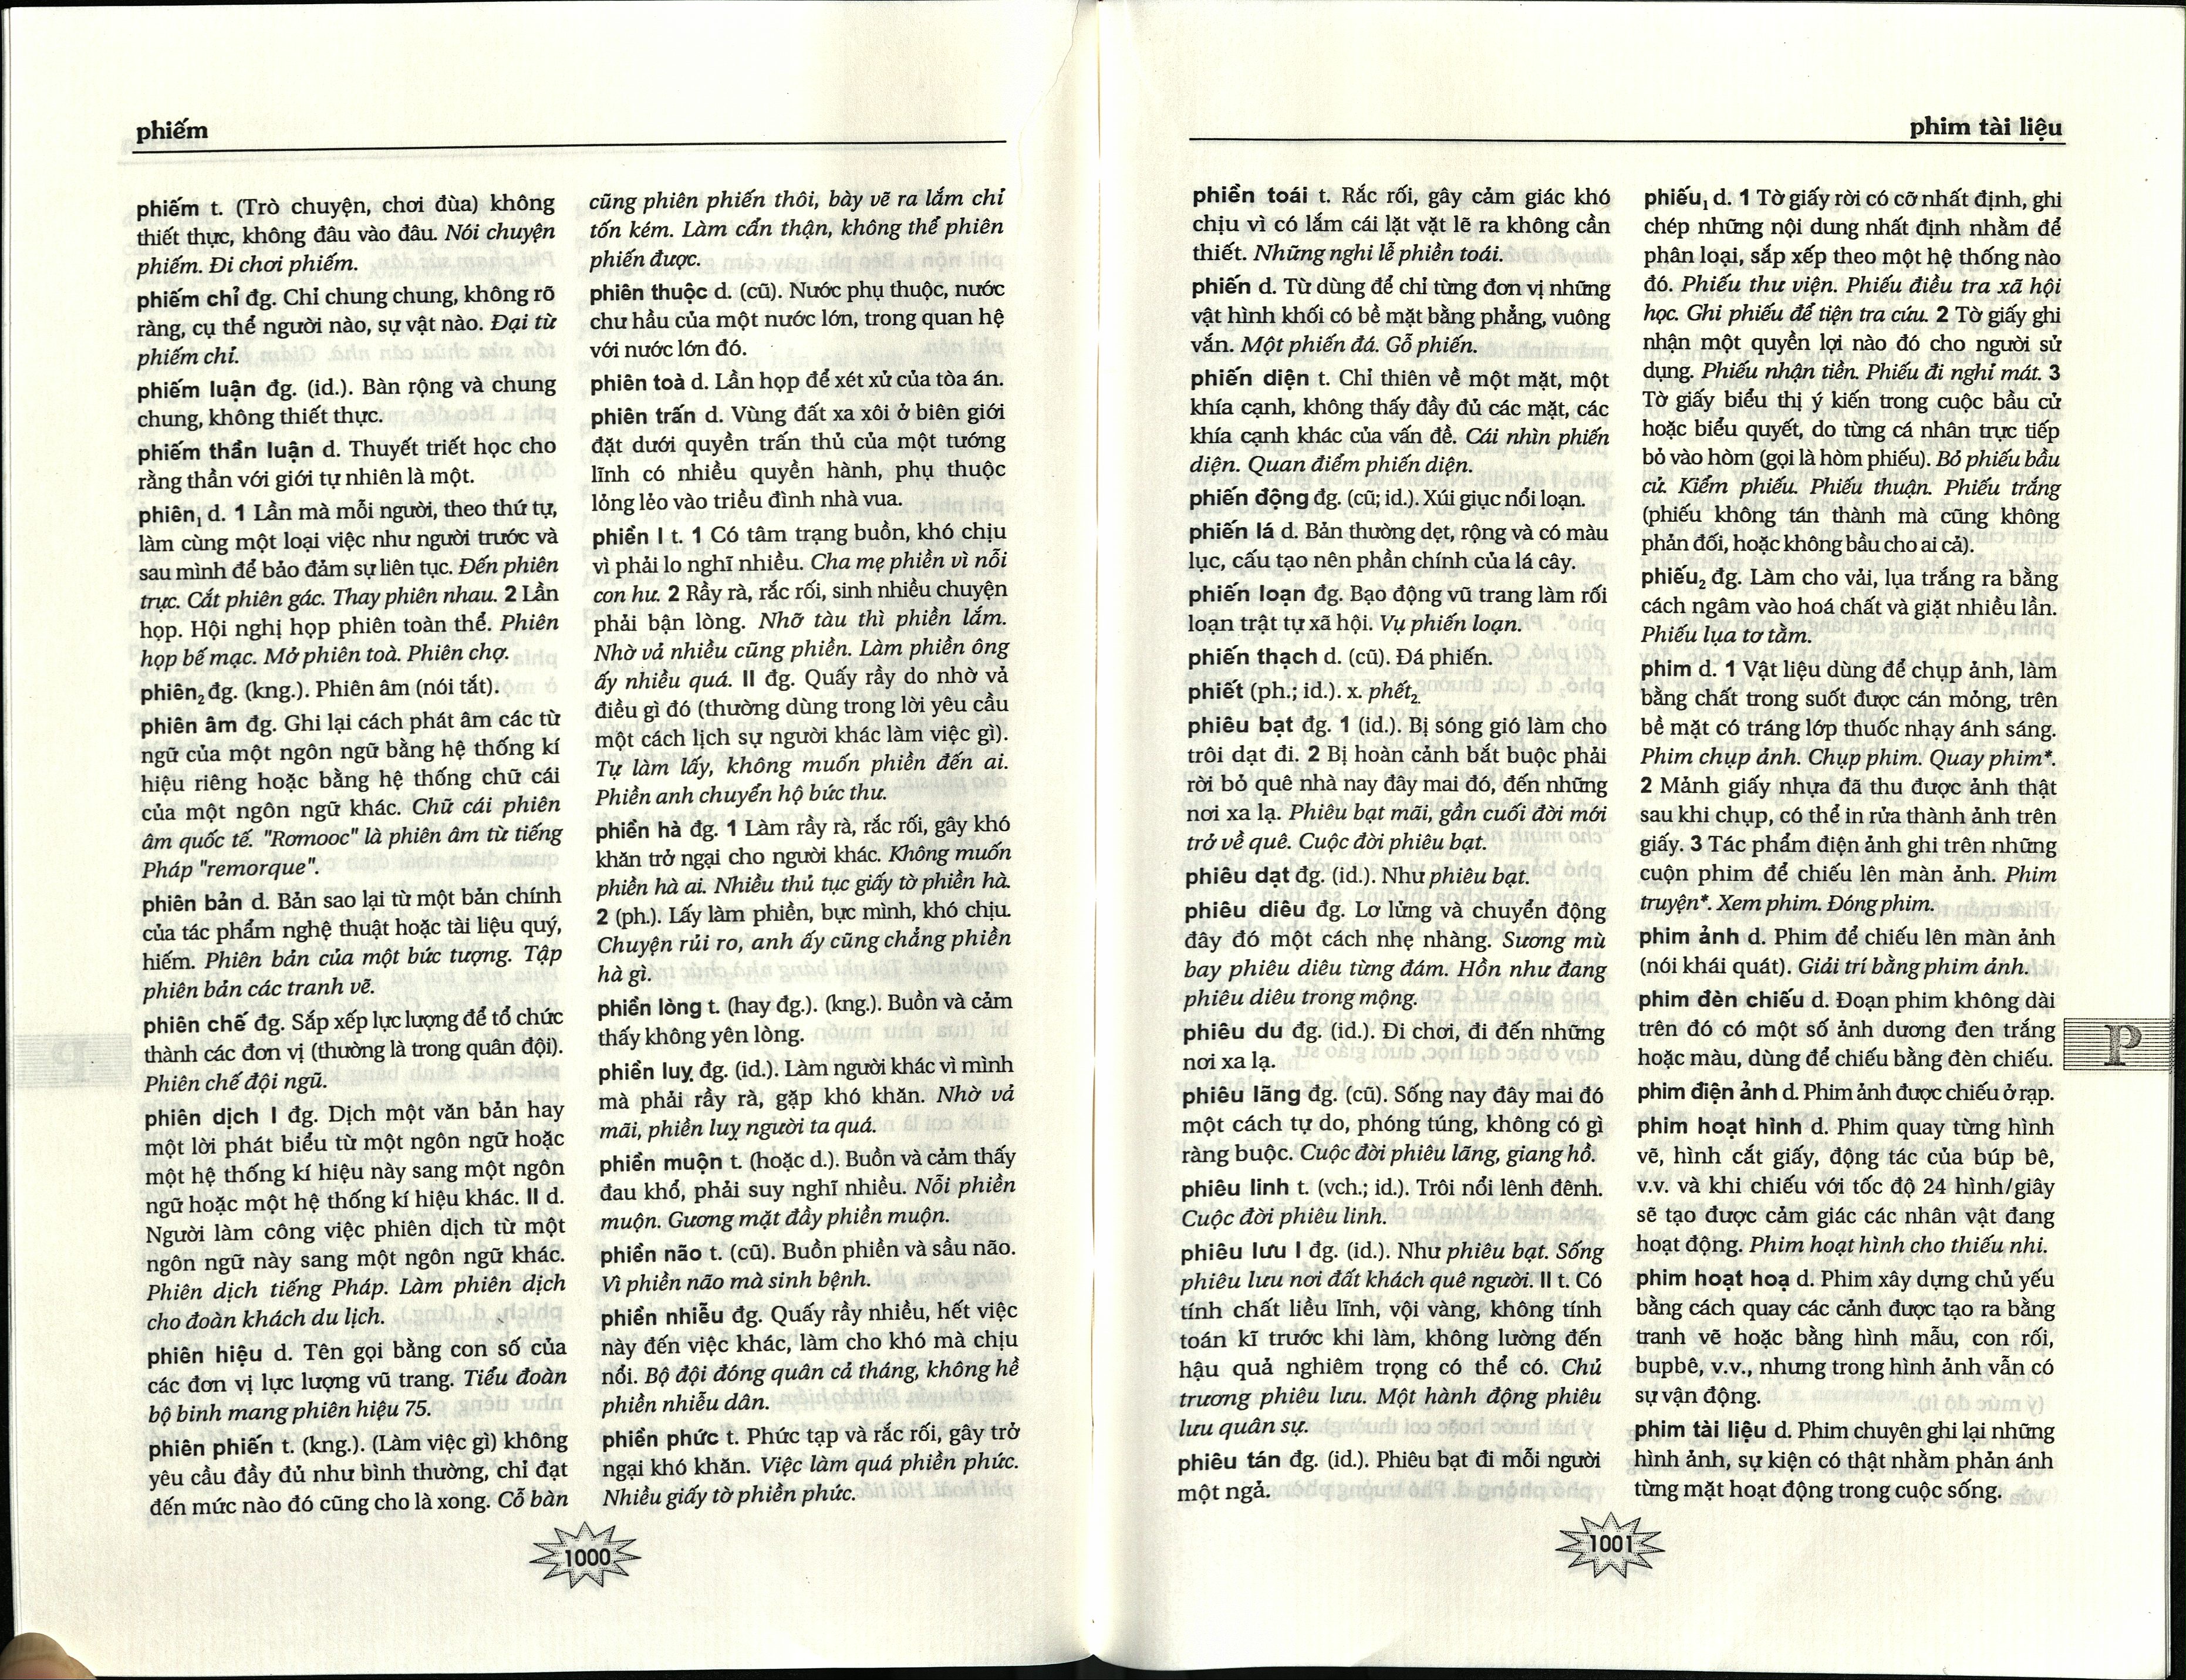 phiếm
phiếm t. (Trò chuyện, chơi đùa) không
thiết thực, không đâu vào đâu. Nói chuyện
phiếm. Đi chơi phiếm.
phiếm chỉ đg. Chỉ chung chung, không rõ
ràng, cụ thể người nào, sự vật nào. Đại từ
phiếm chỉ.
phiếm luận đg. (id.). Bàn rộng và chung
chung, không thiết thực.
phiếm thần luận d. Thuyết triết học cho
rằng thần với giới tự nhiên là một.
phiên₁ d. 1 Lần mà mỗi người, theo thứ tự,
làm cùng một loại việc như người trước và
sau mình để bảo đảm sự liên tục. Đến phiên
trực. Cắt phiên gác. Thay phiên nhau. 2 Lần
họp. Hội nghị họp phiên toàn thể. Phiên
họp bế mạc. Mở phiên toà. Phiên chợ.
phiên₂ đg. (kng.). Phiên âm (nói tắt).
phiên âm đg. Ghi lại cách phát âm các từ
ngữ của một ngôn ngữ bằng hệ thống kí
hiệu riêng hoặc bằng hệ thống chữ cái
của một ngôn ngữ khác. Chữ cái phiên
âm quốc tế. "Romooc" là phiên âm từ tiếng
Pháp "remorque".
phiên bản d. Bản sao lại từ một bản chính
của tác phẩm nghệ thuật hoặc tài liệu quý,
hiếm. Phiên bản của một bức tượng. Tập
phiên bản các tranh vẽ.
phiên chế đg. Sắp xếp lực lượng để tổ chức
thành các đơn vị (thường là trong quân đội).
Phiên chế đội ngũ.
phiên dịch I đg. Dịch một văn bản hay
một lời phát biểu từ một ngôn ngữ hoặc
một hệ thống kí hiệu này sang một ngôn
ngữ hoặc một hệ thống kí hiệu khác. II d.
Người làm công việc phiên dịch từ một
ngôn ngữ này sang một ngôn ngữ khác.
Phiên dịch tiếng Pháp. Làm phiên dịch
cho đoàn khách du lịch.
phiên hiệu d. Tên gọi bằng con số của
các đơn vị lực lượng vũ trang. Tiểu đoàn
bộ binh mang phiên hiệu 75.
phiên phiến t. (kng.). (Làm việc gì) không
yêu cầu đầy đủ như bình thường, chỉ đạt
đến mức nào đó cũng cho là xong. Cỗ bàn
cũng phiên phiến thôi, bày vẽ ra lắm chỉ
tốn kém. Làm cẩn thận, không thể phiên
phiến được.
phiên thuộc d. (cũ). Nước phụ thuộc, nước
chư hầu của một nước lớn, trong quan hệ
với nước lớn đó.
phiên toà d. Lần họp để xét xử của tòa án.
phiên trấn d. Vùng đất xa xôi ở biên giới
đặt dưới quyền trấn thủ của một tướng
lĩnh có nhiều quyền hành, phụ thuộc
lỏng lẻo vào triều đình nhà vua.
phiền I t. 1 Có tâm trạng buồn, khó chịu
vì phải lo nghĩ nhiều. Cha mẹ phiền vì nỗi
con hư. 2 Rầy rà, rắc rối, sinh nhiều chuyện
phải bận lòng. Nhỡ tàu thì phiền lắm.
Nhờ vả nhiều cũng phiền. Làm phiền ông
ấy nhiều quá. II đg. Quấy rầy do nhờ vả
điều gì đó (thường dùng trong lời yêu cầu
một cách lịch sự người khác làm việc gì).
Tự làm lấy, không muốn phiền đến ai.
Phiền anh chuyển hộ bức thư.
phiền hà đg. 1 Làm rầy rà, rắc rối, gây khó
khăn trở ngại cho người khác. Không muốn
phiền hà ai. Nhiều thủ tục giấy tờ phiền hà.
2 (ph.). Lấy làm phiền, bực mình, khó chịu.
Chuyện rủi ro, anh ấy cũng chẳng phiền
hà gì.
phiền lòng t. (hay đg.). (kng.). Buồn và cảm
thấy không yên lòng.
phiền luỵ đg. (id.). Làm người khác vì mình
mà phải rầy rà, gặp khó khăn. Nhờ vả
mãi, phiền luỵ người ta quá.
phiền muộn t. (hoặc d.). Buồn và cảm thấy
đau khổ, phải suy nghĩ nhiều. Nỗi phiền
muộn. Gương mặt đầy phiền muộn.
phiền não t. (cũ). Buồn phiền và sầu não.
Vì phiền não mà sinh bệnh.
phiền nhiễu đg. Quấy rầy nhiều, hết việc
này đến việc khác, làm cho khó mà chịu
nổi. Bộ đội đóng quân cả tháng, không hề
phiền nhiễu dân.
phiền phức t. Phức tạp và rắc rối, gây trở
ngại khó khăn. Việc làm quá phiền phức.
Nhiều giấy tờ phiền phức.
1000
phim tài liệu
phiền toái t. Rắc rối, gây cảm giác khó
chịu vì có lắm cái lặt vặt lẽ ra không cần
thiết. Những nghi lễ phiền toái.
phiến d. Từ dùng để chỉ từng đơn vị những
vật hình khối có bề mặt bằng phẳng, vuông
vắn. Một phiến đá. Gỗ phiến.
phiến diện t. Chỉ thiên về một mặt, một
khía cạnh, không thấy đầy đủ các mặt, các
khía cạnh khác của vấn đề. Cái nhìn phiến
diện. Quan điểm phiến diện.
phiến động đg. (cũ; id.). Xúi giục nổi loạn.
phiến lá d. Bản thường dẹt, rộng và có màu
lục, cấu tạo nên phần chính của lá cây.
phiến loạn đg. Bạo động vũ trang làm rối
loạn trật tự xã hội. Vụ phiến loạn.
phiến thạch d. (cũ). Đá phiến.
phiết (ph.; id.). x. phết₂.
phiêu bạt đg. 1 (id.). Bị sóng gió làm cho
trôi dạt đi. 2 Bị hoàn cảnh bắt buộc phải
rời bỏ quê nhà nay đây mai đó, đến những
nơi xa lạ. Phiêu bạt mãi, gần cuối đời mới
trở về quê. Cuộc đời phiêu bạt.
phiêu dạt đg. (id.). Như phiêu bạt.
phiêu diêu đg. Lơ lửng và chuyển động
đây đó một cách nhẹ nhàng. Sương mù
bay phiêu diêu từng đám. Hồn như đang
phiêu diêu trong mộng.
phiêu du đg. (id.). Đi chơi, đi đến những
nơi xa lạ.
phiêu lãng đg. (cũ). Sống nay đây mai đó
một cách tự do, phóng túng, không có gì
ràng buộc. Cuộc đời phiêu lãng, giang hồ.
phiêu linh t. (vch.; id.). Trôi nổi lênh đênh.
Cuộc đời phiêu linh.
phiêu lưu I đg. (id.). Như phiêu bạt. Sống
phiêu lưu nơi đất khách quê người. II t. Có
tính chất liều lĩnh, vội vàng, không tính
toán kĩ trước khi làm, không lường đến
hậu quả nghiêm trọng có thể có. Chủ
trương phiêu lưu. Một hành động phiêu
lưu quân sự.
phiêu tán đg. (id.). Phiêu bạt đi mỗi người
một ngả.
phiếu₁ d. 1 Tờ giấy rời có cỡ nhất định, ghi
chép những nội dung nhất định nhằm để
phân loại, sắp xếp theo một hệ thống nào
đó. Phiếu thư viện. Phiếu điều tra xã hội
học. Ghi phiếu để tiện tra cứu. 2 Tờ giấy ghi
nhận một quyền lợi nào đó cho người sử
dụng. Phiếu nhận tiền. Phiếu đi nghỉ mát. 3
Tờ giấy biểu thị ý kiến trong cuộc bầu cử
hoặc biểu quyết, do từng cá nhân trực tiếp
bỏ vào hòm (gọi là hòm phiếu). Bỏ phiếu bầu
cử. Kiểm phiếu. Phiếu thuận. Phiếu trắng
(phiếu không tán thành mà cũng không
phản đối, hoặc không bầu cho ai cả).
phiếu₂ đg. Làm cho vải, lụa trắng ra bằng
cách ngâm vào hoá chất và giặt nhiều lần.
Phiếu lụa tơ tằm.
phim d. 1 Vật liệu dùng để chụp ảnh, làm
bằng chất trong suốt được cán mỏng, trên
bề mặt có tráng lớp thuốc nhạy ánh sáng.
Phim chụp ảnh. Chụp phim. Quay phim*.
2 Mảnh giấy nhựa đã thu được ảnh thật
sau khi chụp, có thể in rửa thành ảnh trên
giấy. 3 Tác phẩm điện ảnh ghi trên những
cuộn phim để chiếu lên màn ảnh. Phim
truyện*. Xem phim. Đóng phim.
phim ảnh d. Phim để chiếu lên màn ảnh
(nói khái quát). Giải trí bằng phim ảnh.
phim đèn chiếu d. Đoạn phim không dài
trên đó có một số ảnh dương đen trắng
hoặc màu, dùng để chiếu bằng đèn chiếu.
phim điện ảnh d. Phim ảnh được chiếu ở rạp.
phim hoạt hình d. Phim quay từng hình
vẽ, hình cắt giấy, động tác của búp bê,
v.v. và khi chiếu với tốc độ 24 hình/giây
sẽ tạo được cảm giác các nhân vật đang
hoạt động. Phim hoạt hình cho thiếu nhi.
phim hoạt hoạ d. Phim xây dựng chủ yếu
bằng cách quay các cảnh được tạo ra bằng
tranh vẽ hoặc bằng hình mẫu, con rối,
bupbê, v.v., nhưng trong hình ảnh vẫn có
sự vận động.
phim tài liệu d. Phim chuyên ghi lại những
hình ảnh, sự kiện có thật nhằm phản ánh
từng mặt hoạt động trong cuộc sống.
P
1001